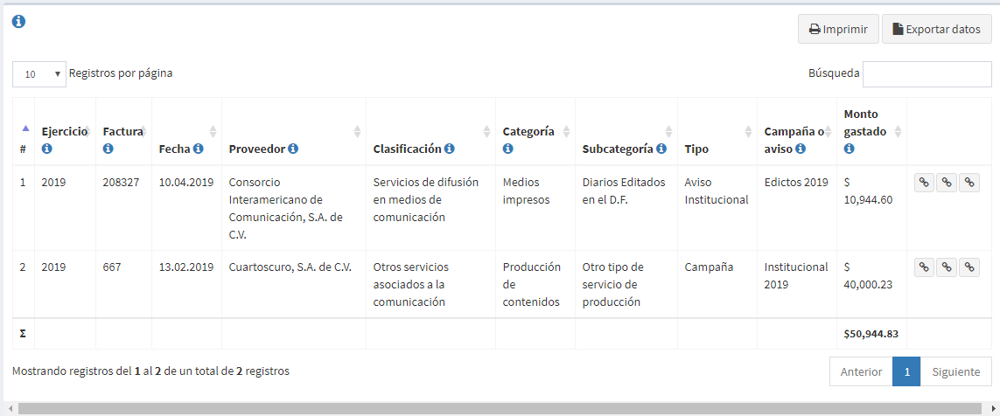 Imprimir
Exportar datos
10 Registros por página
Búsqueda
#
Ejercicio
Factura
Fecha
Proveedor
Clasificación
Categoría
Subcategoría
Tipo
Campaña o
aviso
Monto
gastado
1
2019
208327
10.04.2019
Consorcio
Interamericano de
Comunicación, S.A. de
C.V.
Servicios de difusión
en medios de
comunicación
Medios
impresos
Diarios Editados
en el D.F.
Aviso
Institucional
Edictos 2019
$
10,944.60
2
2019
667
13.02.2019
Cuartoscuro, S.A. de C.V.
Otros servicios
asociados a la
comunicación
Producción
de
contenidos
Otro tipo de
servicio de
producción
Campaña
Institucional
2019
$
40,000.23
Σ
$50,944.83
Mostrando registros del 1 al 2 de un total de 2 registros
Anterior
1
Siguiente